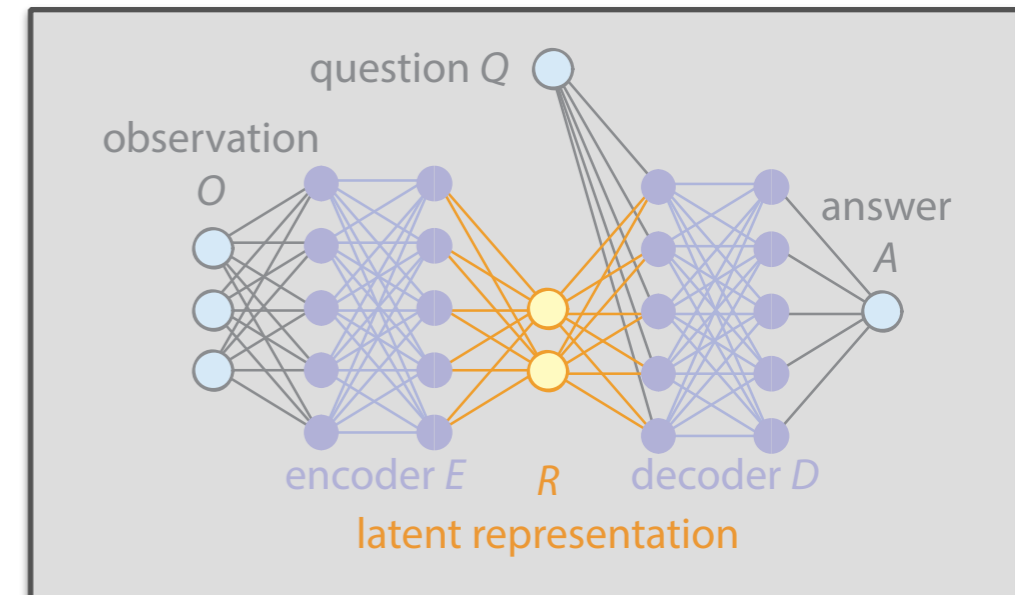 question Q
observation
O
answer
A
encoder E
R
decoder D
latent representation